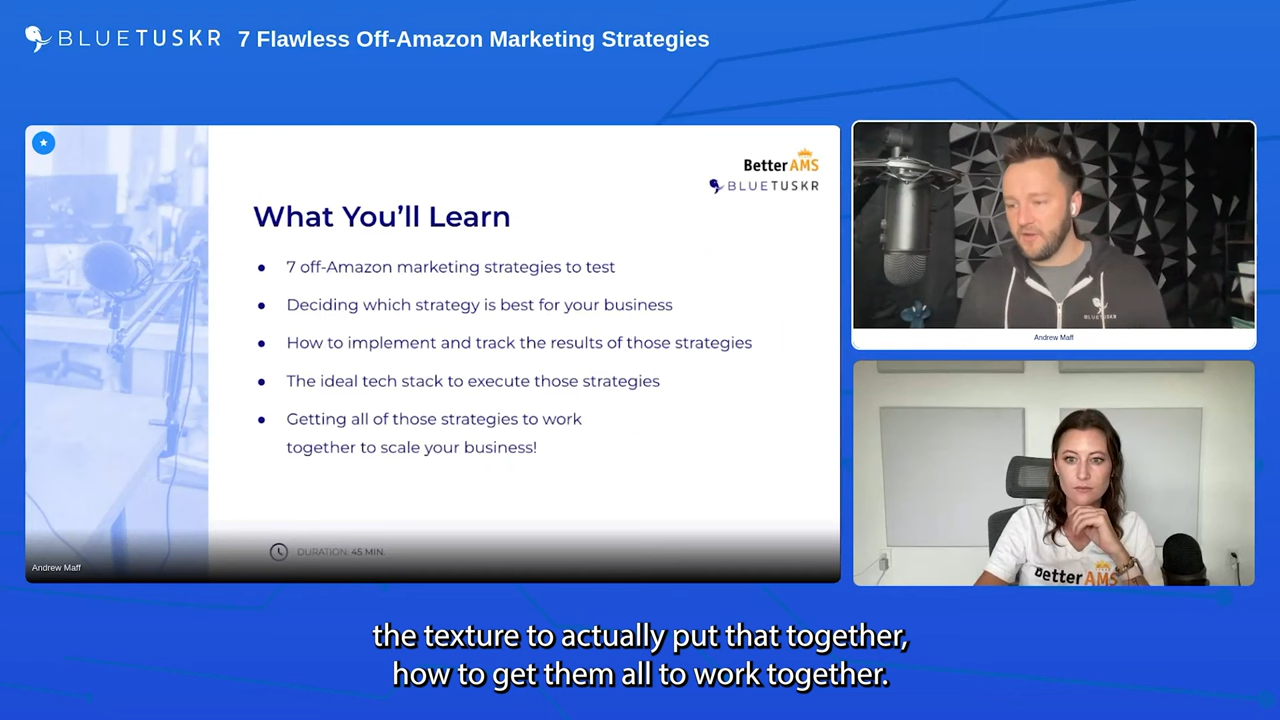 BLUETUSKR 7 Flawless Off-Amazon Marketing Strategies
BetterAMS
BLUETUSKR
What You'll Learn
● 7 off-Amazon marketing strategies to test
● Deciding which strategy is best for your business
● How to implement and track the results of those strategies
● The ideal tech stack to execute those strategies
● Getting all of those strategies to work
together to scale your business!
DURATION: 45 MIN.
Andrew Maff
BLUETUSKR
Andrew Maff
BetterAMS
the texture to actually put that together,
how to get them all to work together.